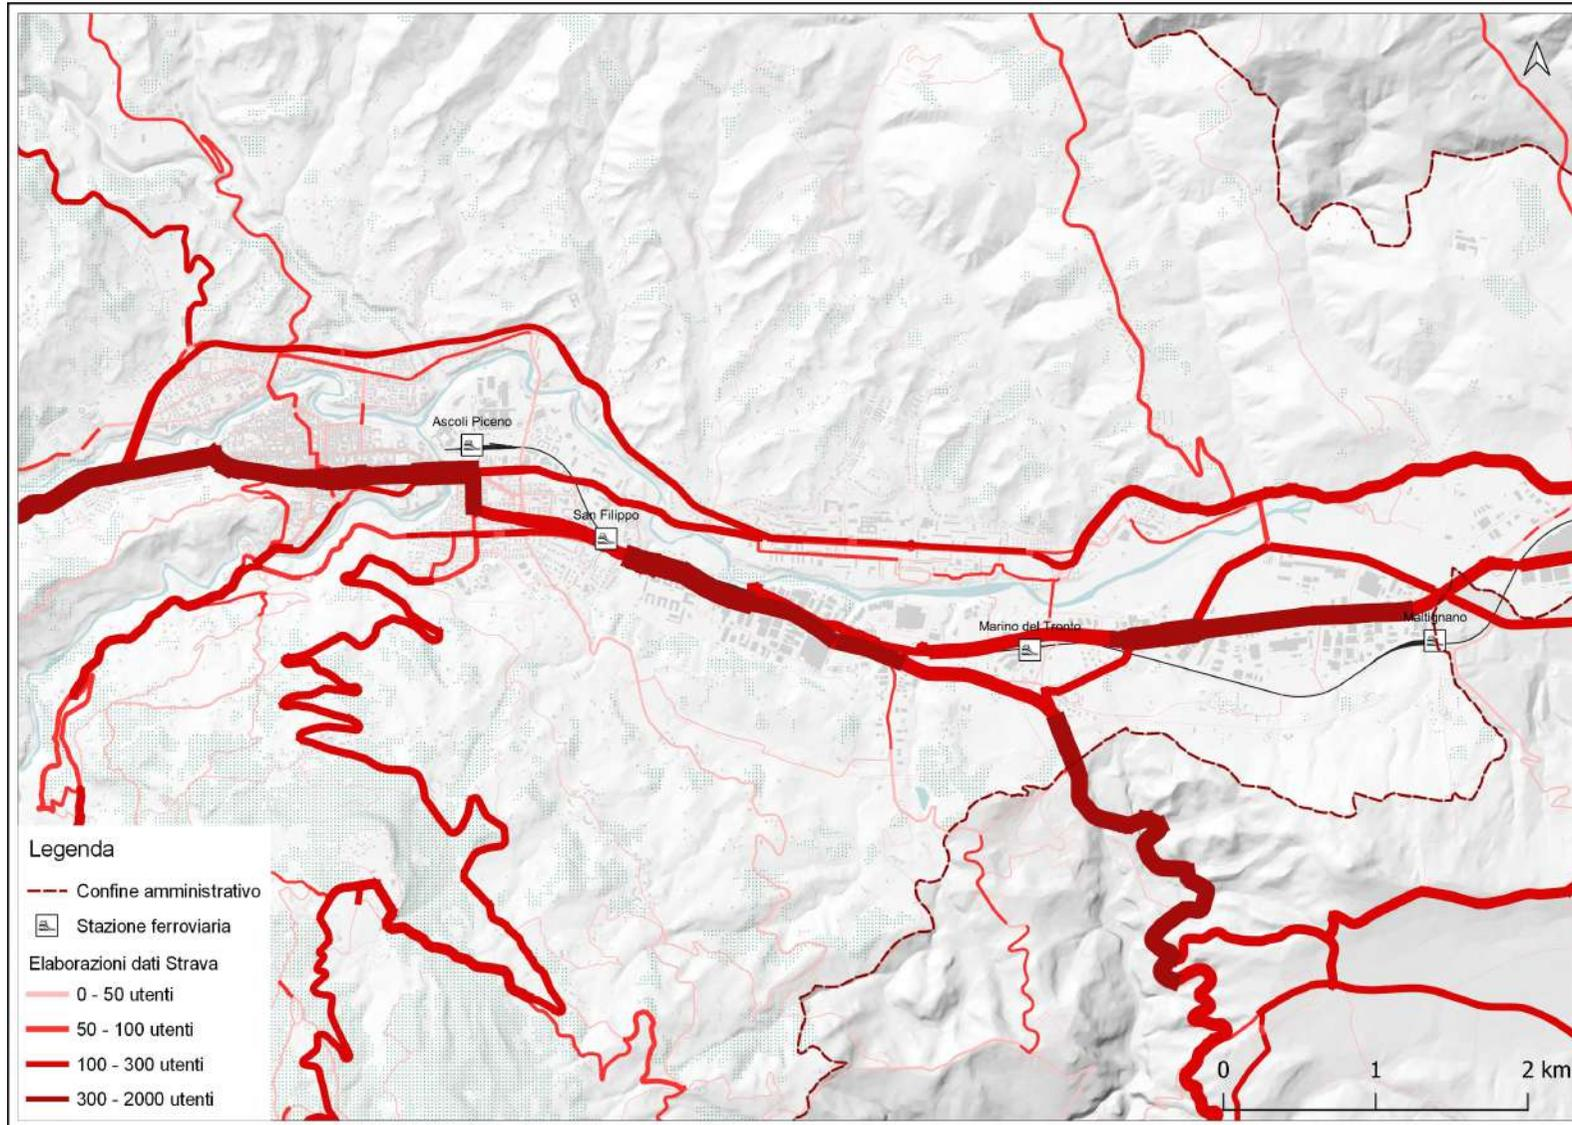 Ascoli Piceno
San Filippo
Marino del Tronto
Maltignano
Legenda
Confine amministrativo
Stazione ferroviaria
Elaborazioni dati Strava
0 - 50 utenti
50 - 100 utenti
100 - 300 utenti
300 - 2000 utenti
0 1 2 km